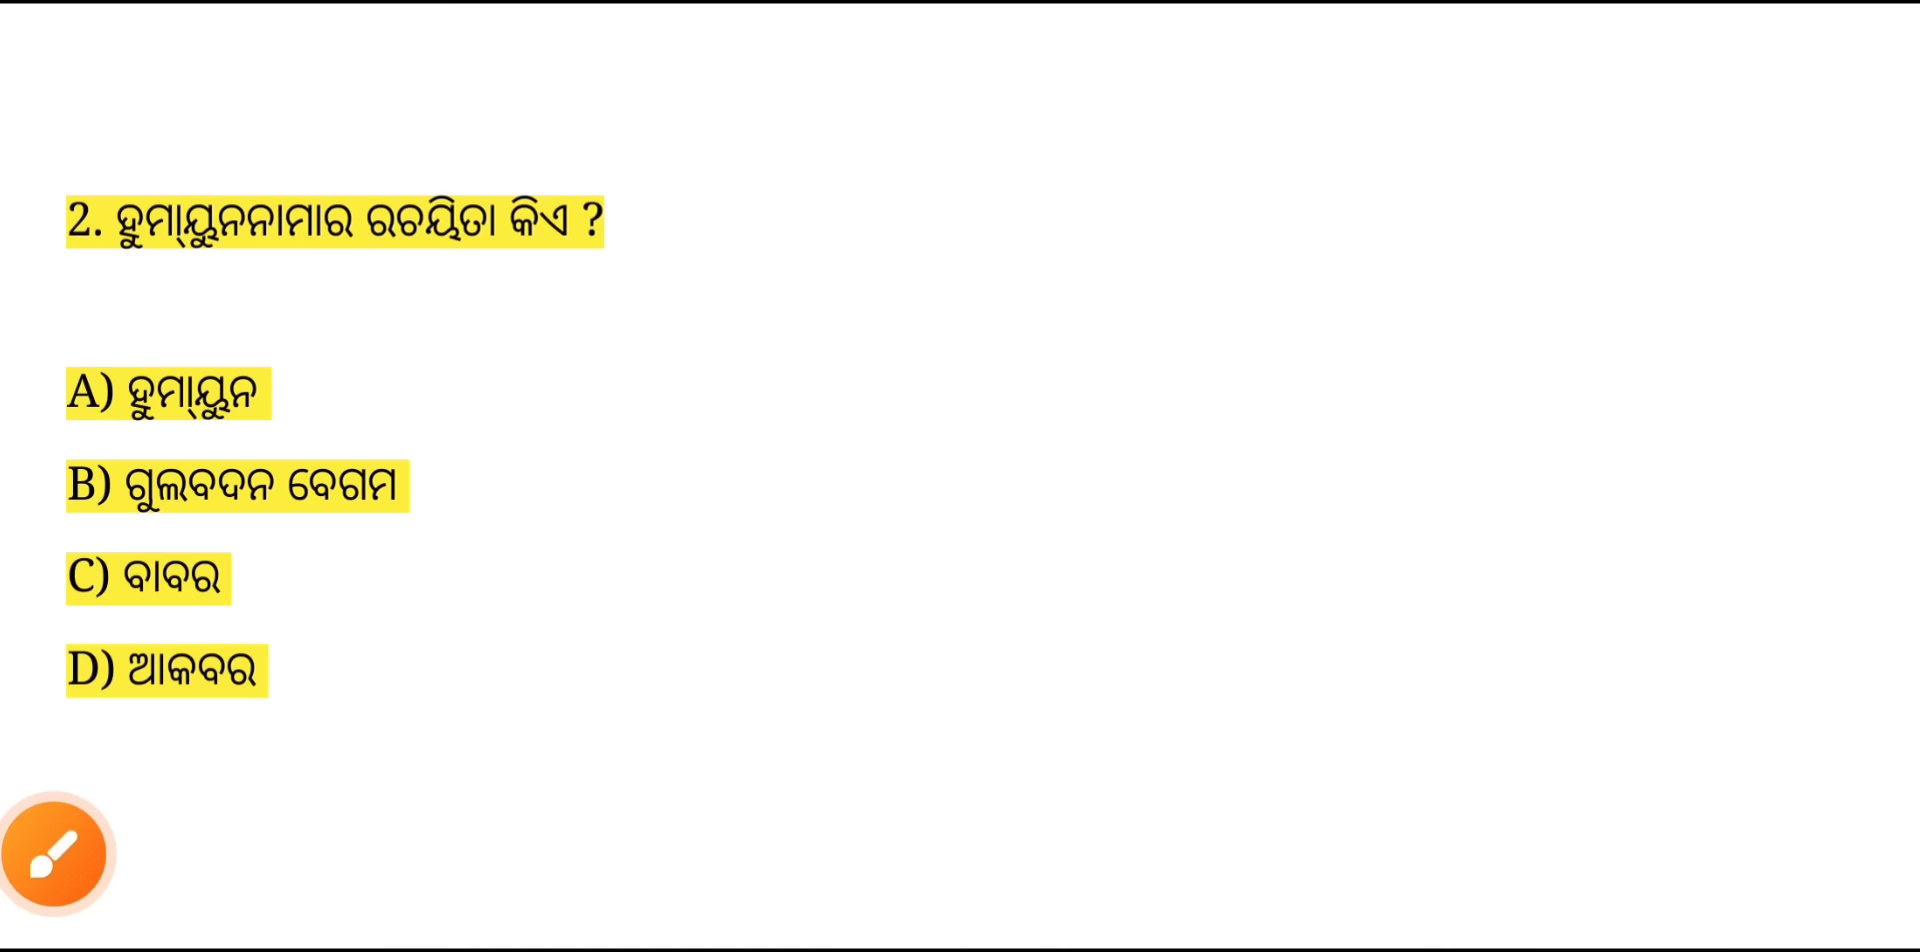 2. ହୁମା୍ୟୁନନାମାର ରଚୟିତା କିଏ ?
A) ହୁମା୍ୟୁନ
B) ଗୁଲବଦନ ବେଗମ
C) ବାବର
D) ଆକବର